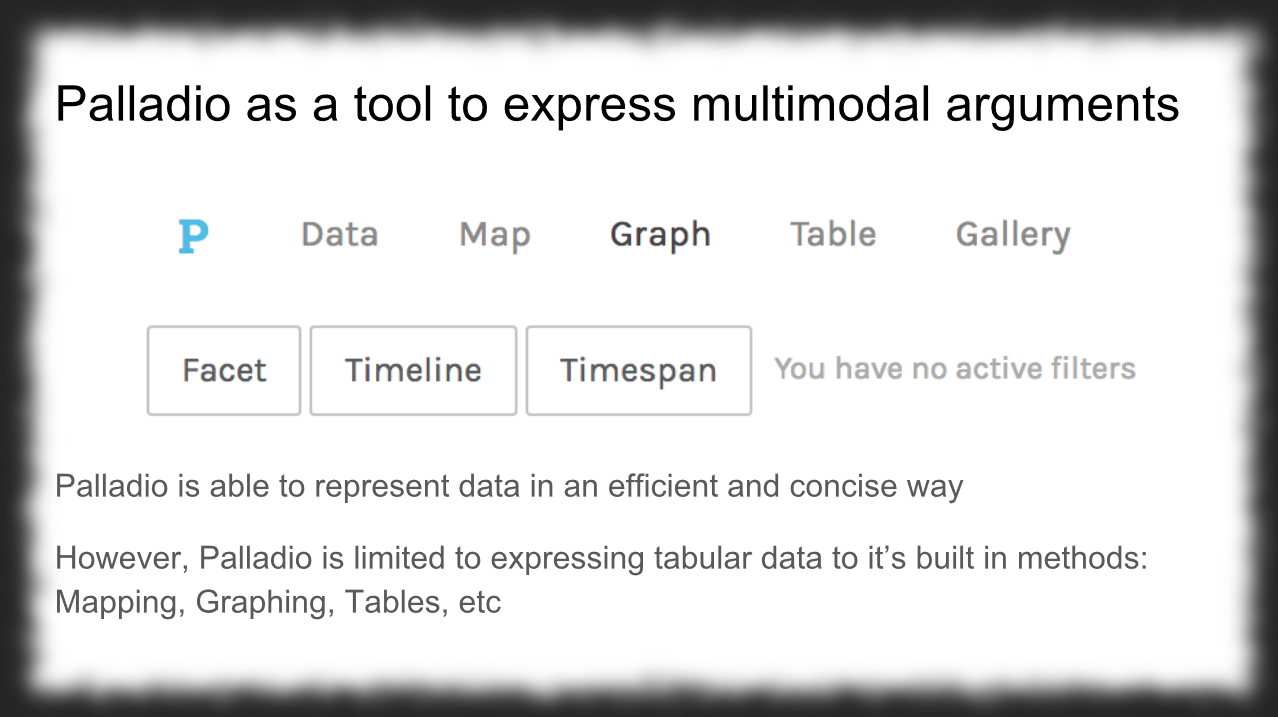 Palladio as a tool to express multimodal arguments
P Data Map Graph Table Gallery
Facet Timeline Timespan You have no active filters
Palladio is able to represent data in an efficient and concise way
However, Palladio is limited to expressing tabular data to it’s built in methods:
Mapping, Graphing, Tables, etc